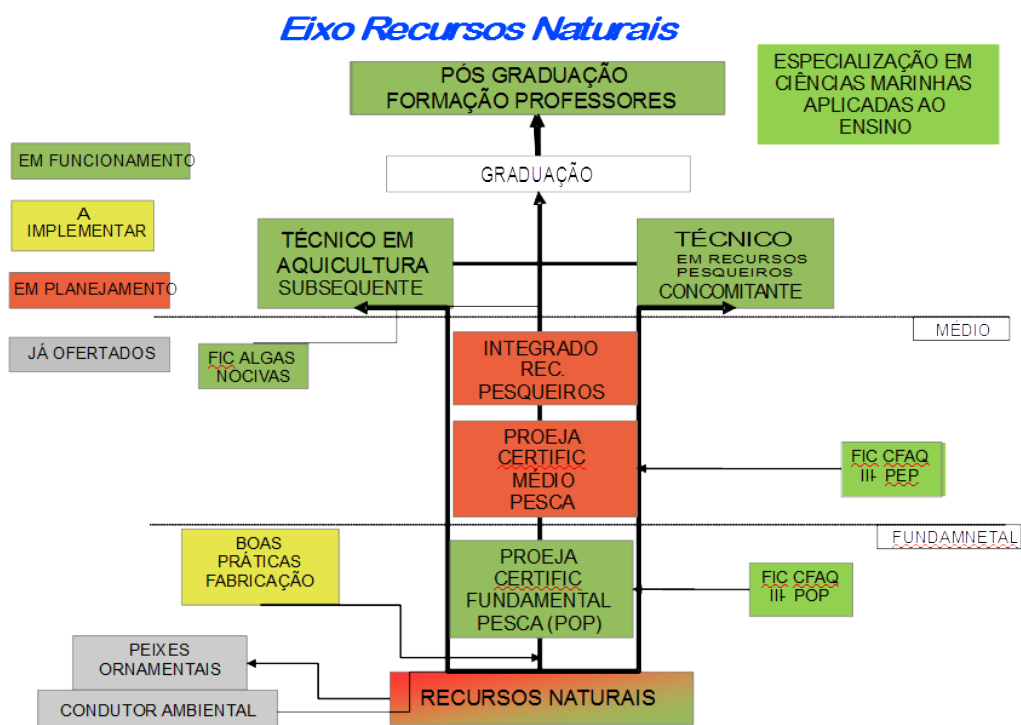 Eixo Recursos Naturais
PÓS GRADUAÇÃO
FORMAÇÃO PROFESSORES
ESPECIALIZAÇÃO EM
CIÊNCIAS MARINHAS
APLICADAS AO
ENSINO
EM FUNCIONAMENTO
GRADUAÇÃO
A
IMPLEMENTAR
TÉCNICO EM
AQUICULTURA
SUBSEQUENTE
TÉCNICO
EM RECURSOS
PESQUEIROS
CONCOMITANTE
EM PLANEJAMENTO
MÉDIO
JÁ OFERTADOS
FIC ALGAS
NOCIVAS
INTEGRADO
REC.
PESQUEIROS
PROEJA
CERTIFIC
MÉDIO
PESCA
FIC CFAQ
III- PEP
FUNDAMNETAL
BOAS
PRÁTICAS
FABRICAÇÃO
PROEJA
CERTIFIC
FUNDAMENTAL
PESCA (POP)
FIC CFAQ
III- POP
PEIXES
ORNAMENTAIS
CONDUTOR AMBIENTAL
RECURSOS NATURAIS